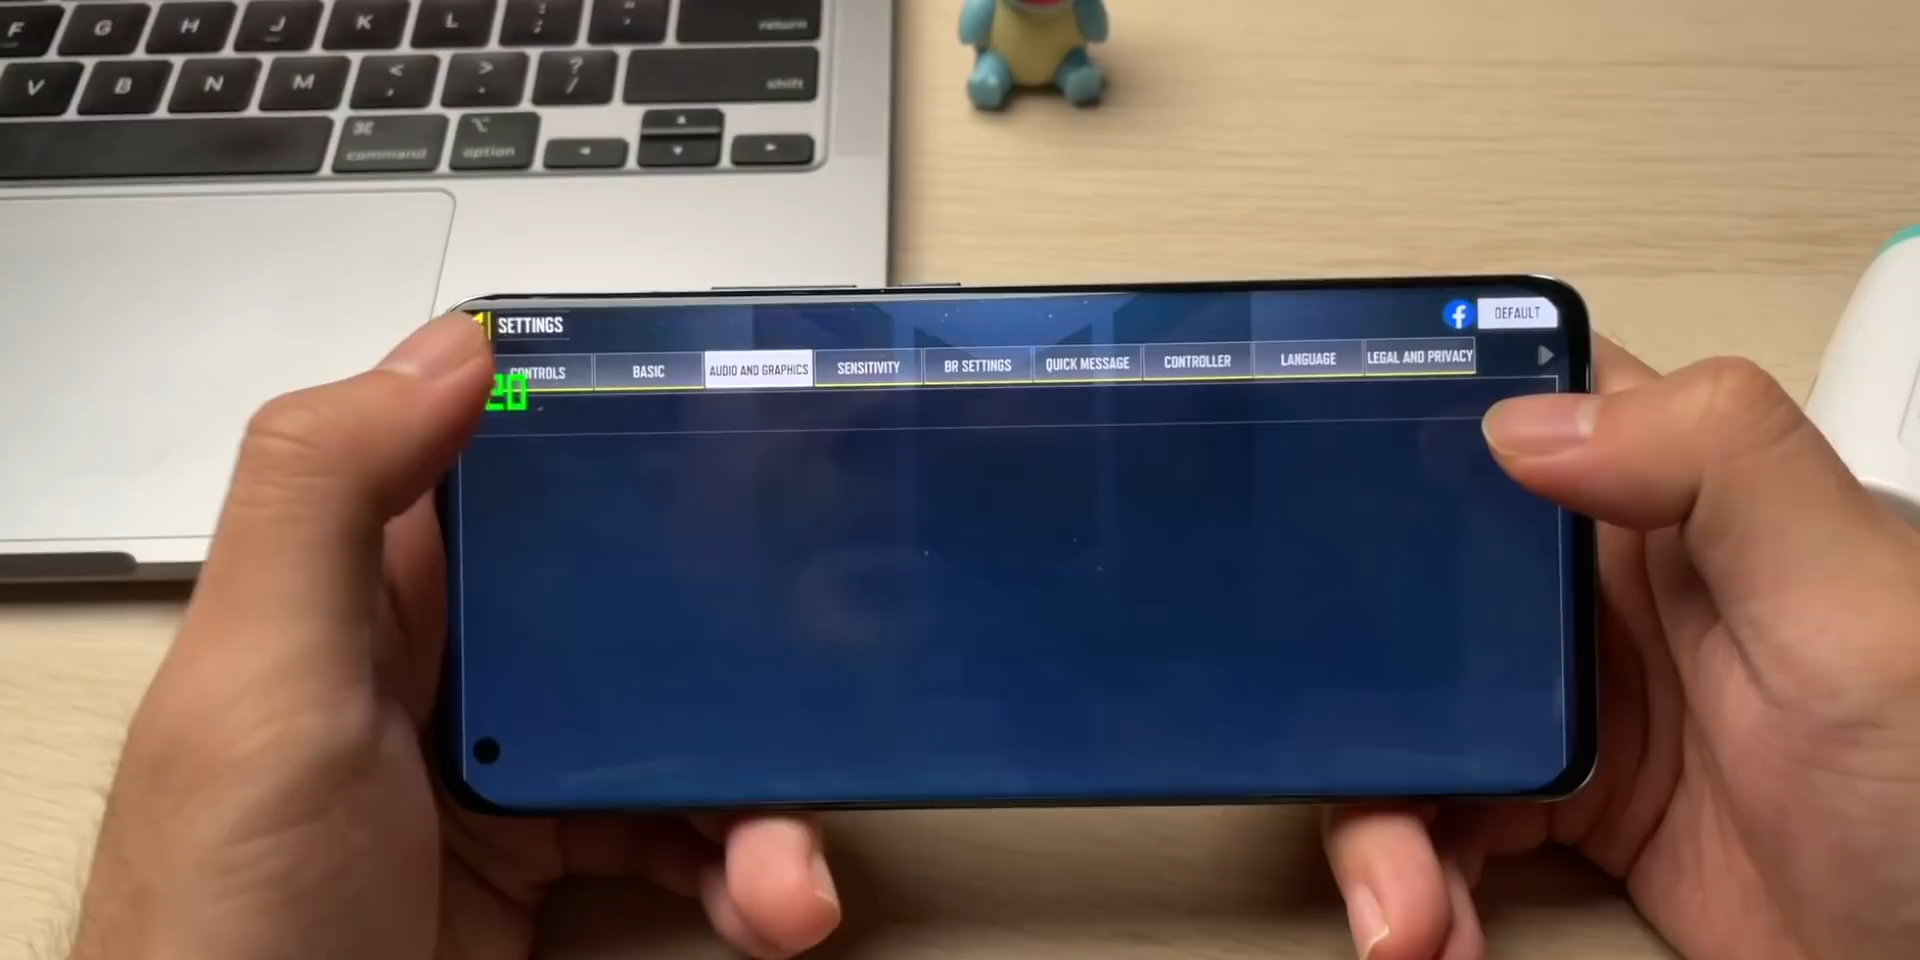 F G H J K L : ; " ' return
V B N M < , > . ? / shift
⌘ command ⌥ option
SETTINGS
f DEFAULT
CONTROLS BASIC AUDIO AND GRAPHICS SENSITIVITY BR SETTINGS QUICK MESSAGE CONTROLLER LANGUAGE LEGAL AND PRIVACY
20